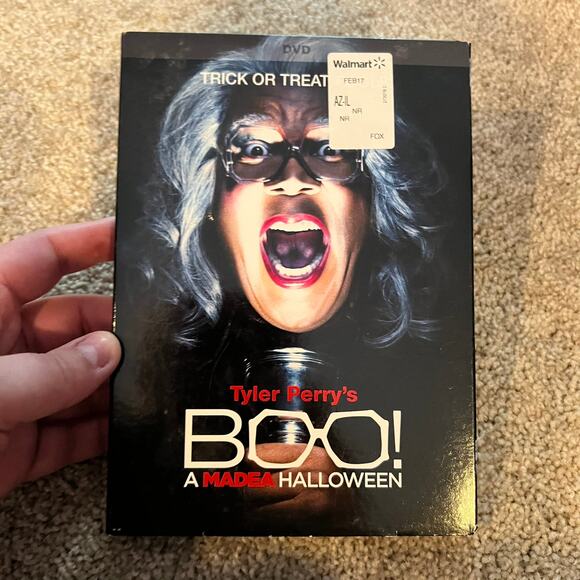 DVD
TRICK OR TREAT
Walmart
FEB17
AZ-IL
NR
NR
FOX
Tyler Perry's
BOO!
A MADEA HALLOWEEN